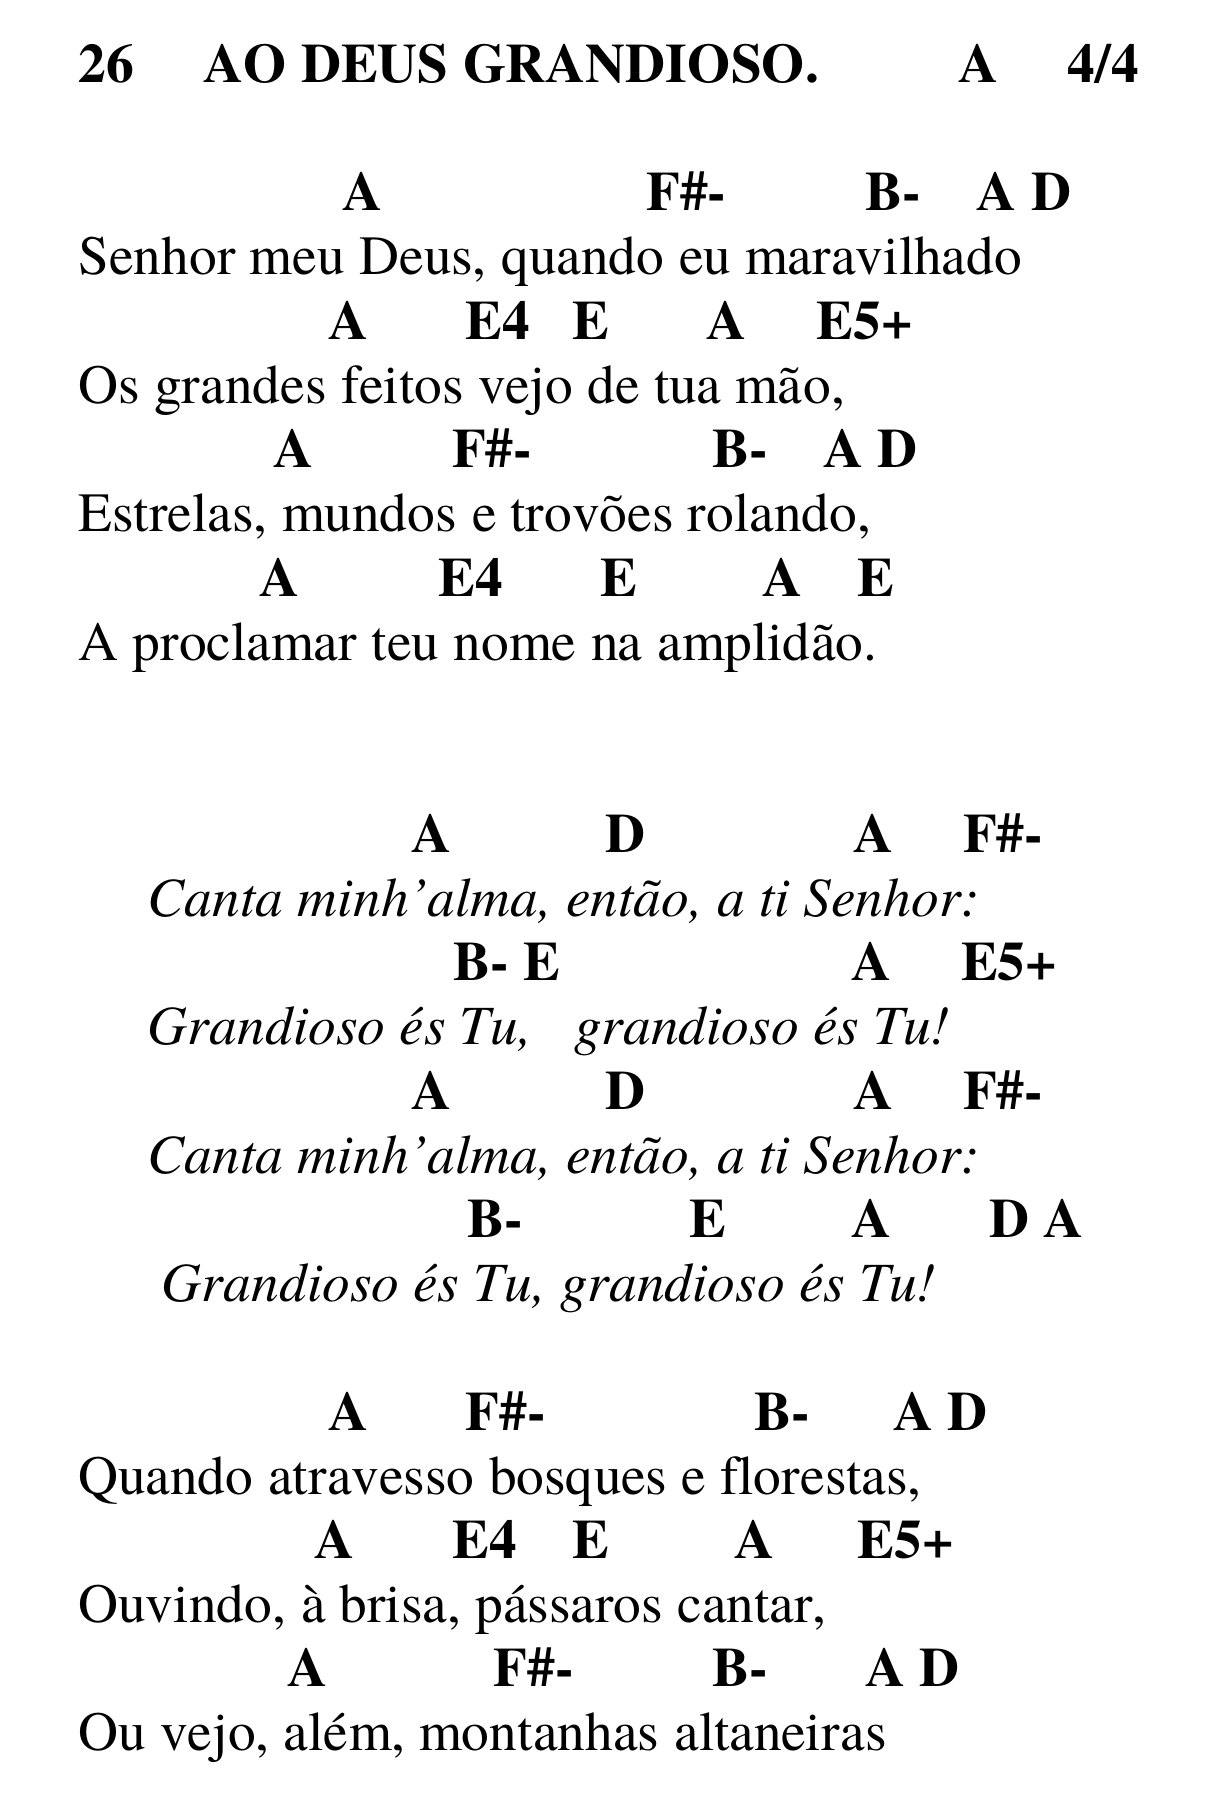 26 AO DEUS GRANDIOSO. A 4/4
A F#- B- A D
Senhor meu Deus, quando eu maravilhado
A E4 E A E5+
Os grandes feitos vejo de tua mão,
A F#- B- A D
Estrelas, mundos e trovões rolando,
A E4 E A E
A proclamar teu nome na amplidão.
A D A F#-
Canta minh’alma, então, a ti Senhor:
B- E A E5+
Grandioso és Tu, grandioso és Tu!
A D A F#-
Canta minh’alma, então, a ti Senhor:
B- E A D A
Grandioso és Tu, grandioso és Tu!
A F#- B- A D
Quando atravesso bosques e florestas,
A E4 E A E5+
Ouvindo, à brisa, pássaros cantar,
A F#- B- A D
Ou vejo, além, montanhas altaneiras